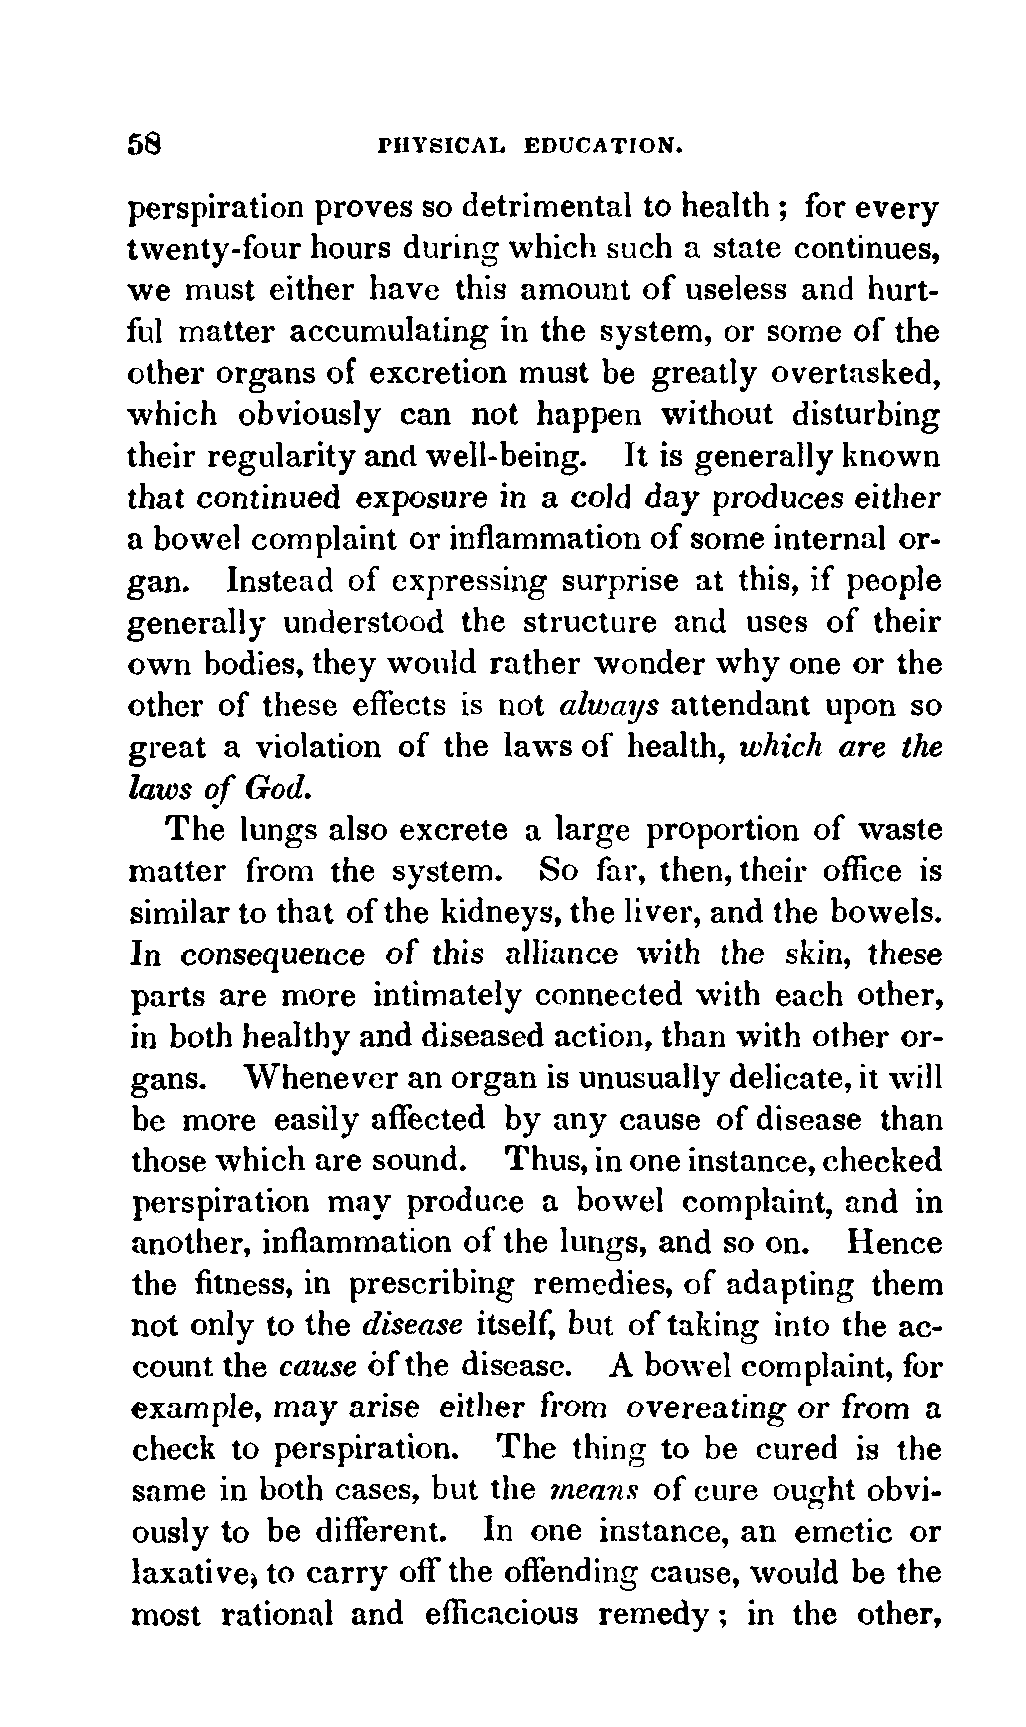 58 PHYSICAL EDUCATION.
perspiration proves so detrimental to health ; for every
twenty-four hours during which such a state continues,
we must either have this amount of useless and hurt-
ful matter accumulating in the system, or some of the
other organs of excretion must be greatly overtasked,
which obviously can not happen without disturbing
their regularity and well-being. It is generally known
that continued exposure in a cold day produces either
a bowel complaint or inflammation of some internal or-
gan. Instead of expressing surprise at this, if people
generally understood the structure and uses of their
own bodies, they would rather wonder why one or the
other of these effects is not always attendant upon so
great a violation of the laws of health, which are the
laws of God.
The lungs also excrete a large proportion of waste
matter from the system. So far, then, their office is
similar to that of the kidneys, the liver, and the bowels.
In consequence of this alliance with the skin, these
parts are more intimately connected with each other,
in both healthy and diseased action, than with other or-
gans. Whenever an organ is unusually delicate, it will
be more easily affected by any cause of disease than
those which are sound. Thus, in one instance, checked
perspiration may produce a bowel complaint, and in
another, inflammation of the lungs, and so on. Hence
the fitness, in prescribing remedies, of adapting them
not only to the disease itself, but of taking into the ac-
count the cause of the disease. A bowel complaint, for
example, may arise either from overeating or from a
check to perspiration. The thing to be cured is the
same in both cases, but the means of cure ought obvi-
ously to be different. In one instance, an emetic or
laxative, to carry off the offending cause, would be the
most rational and efficacious remedy ; in the other,